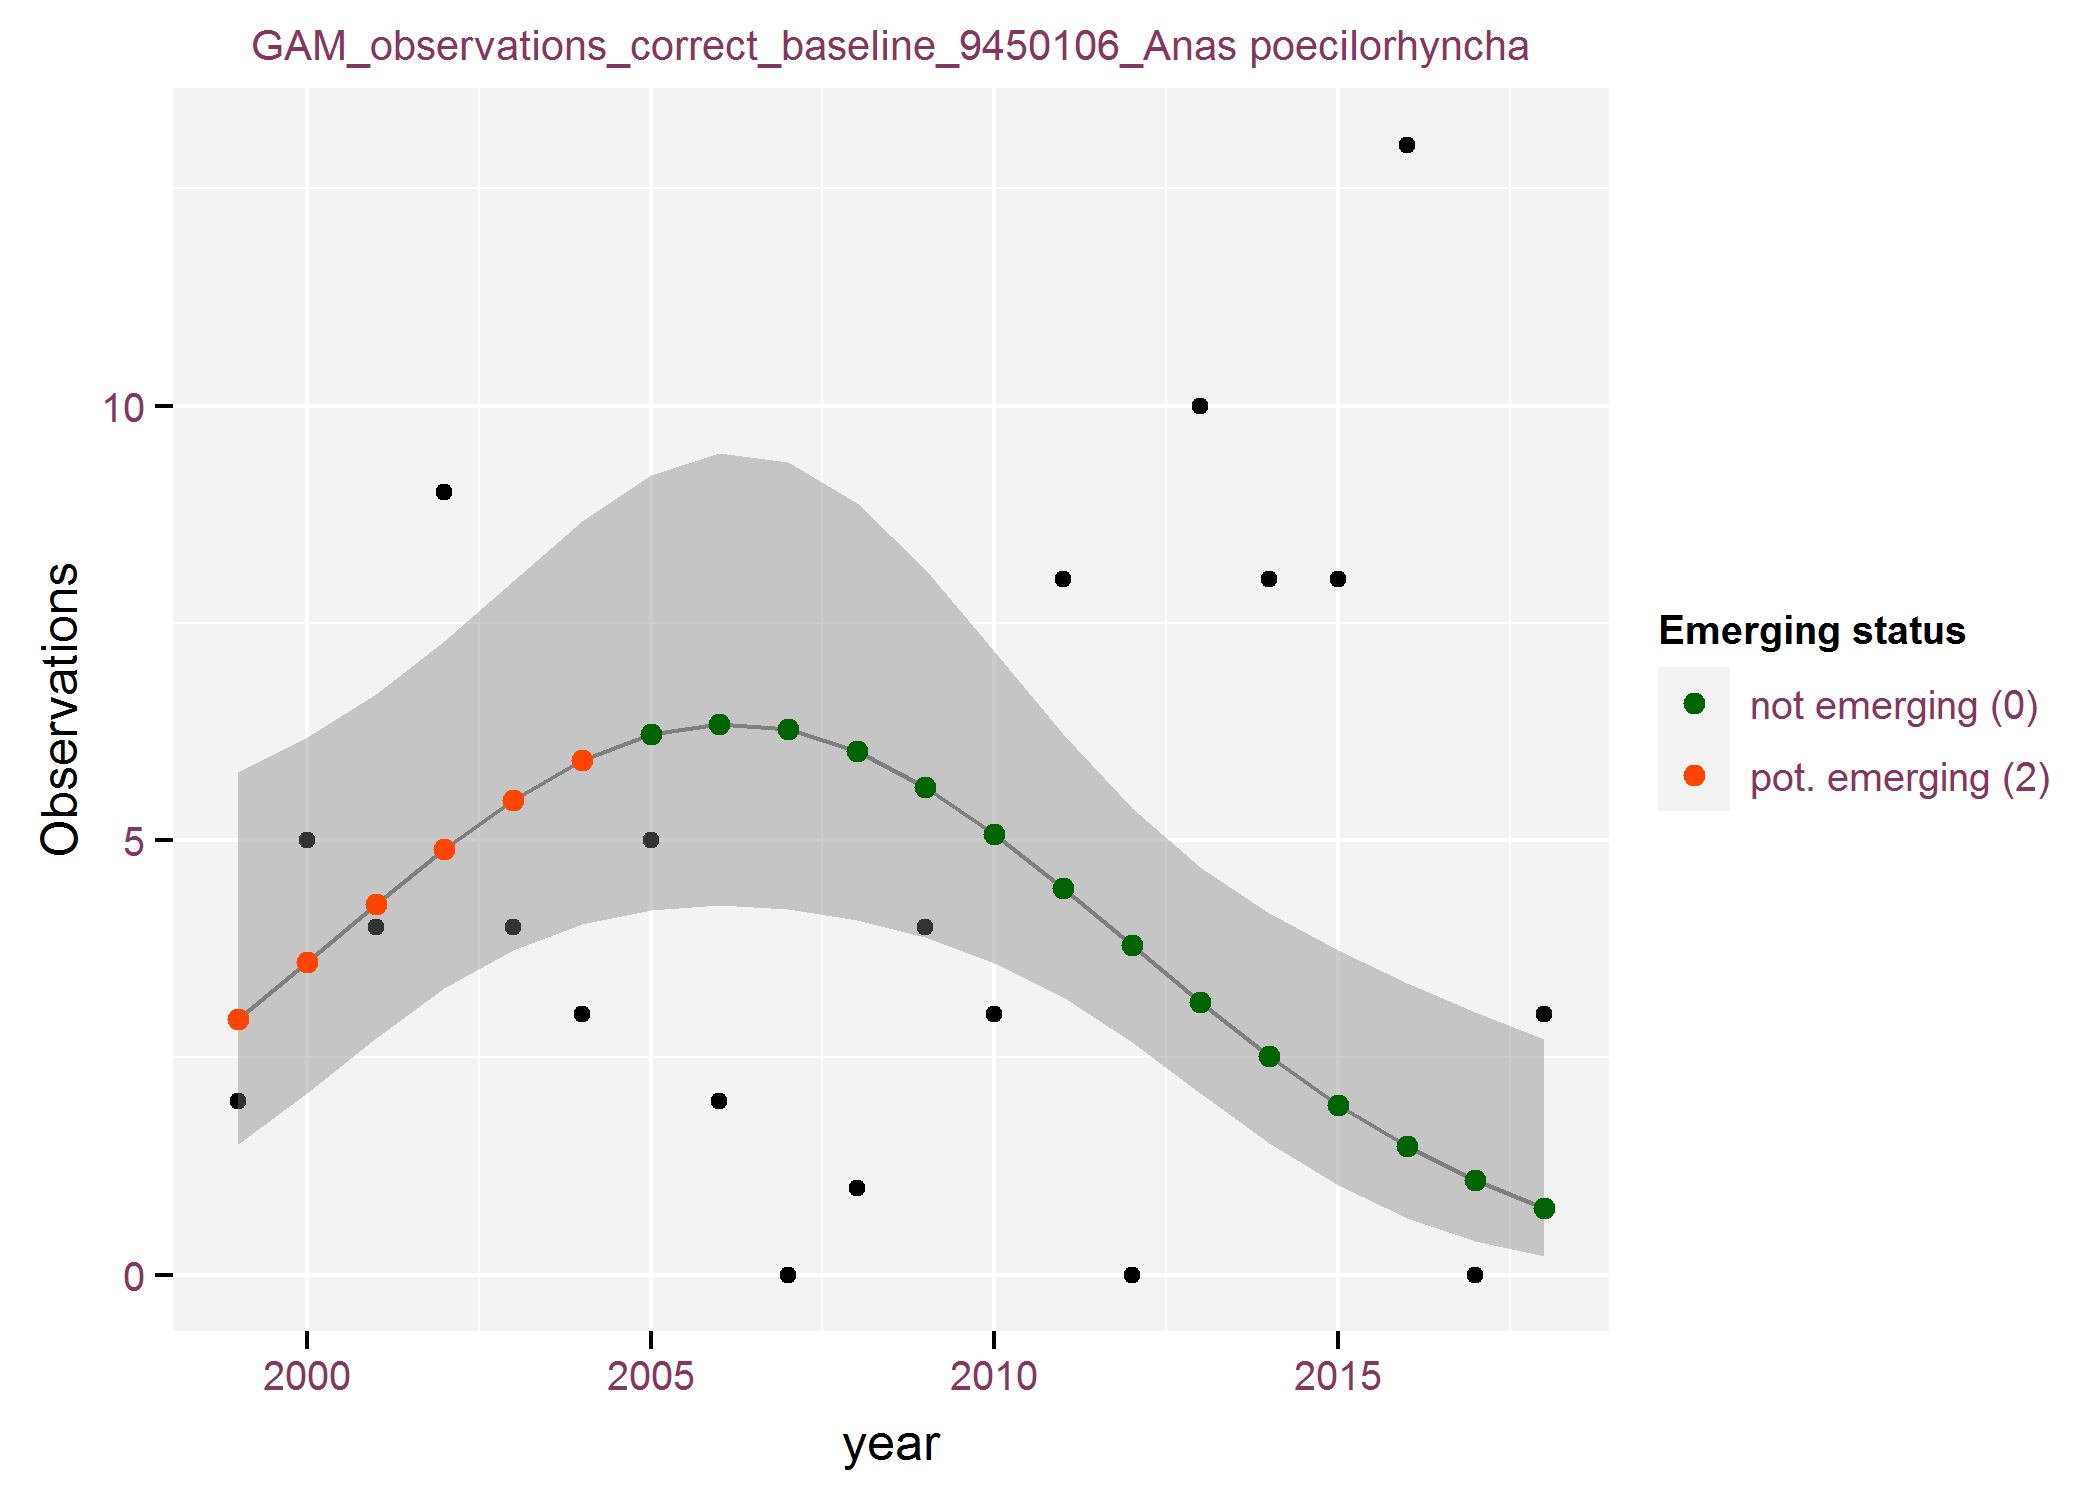 GAM_observations_correct_baseline_9450106_Anas poecilorhyncha
Observations
10
5
0
2000
2005
2010
2015
year
Emerging status
not emerging (0)
pot. emerging (2)